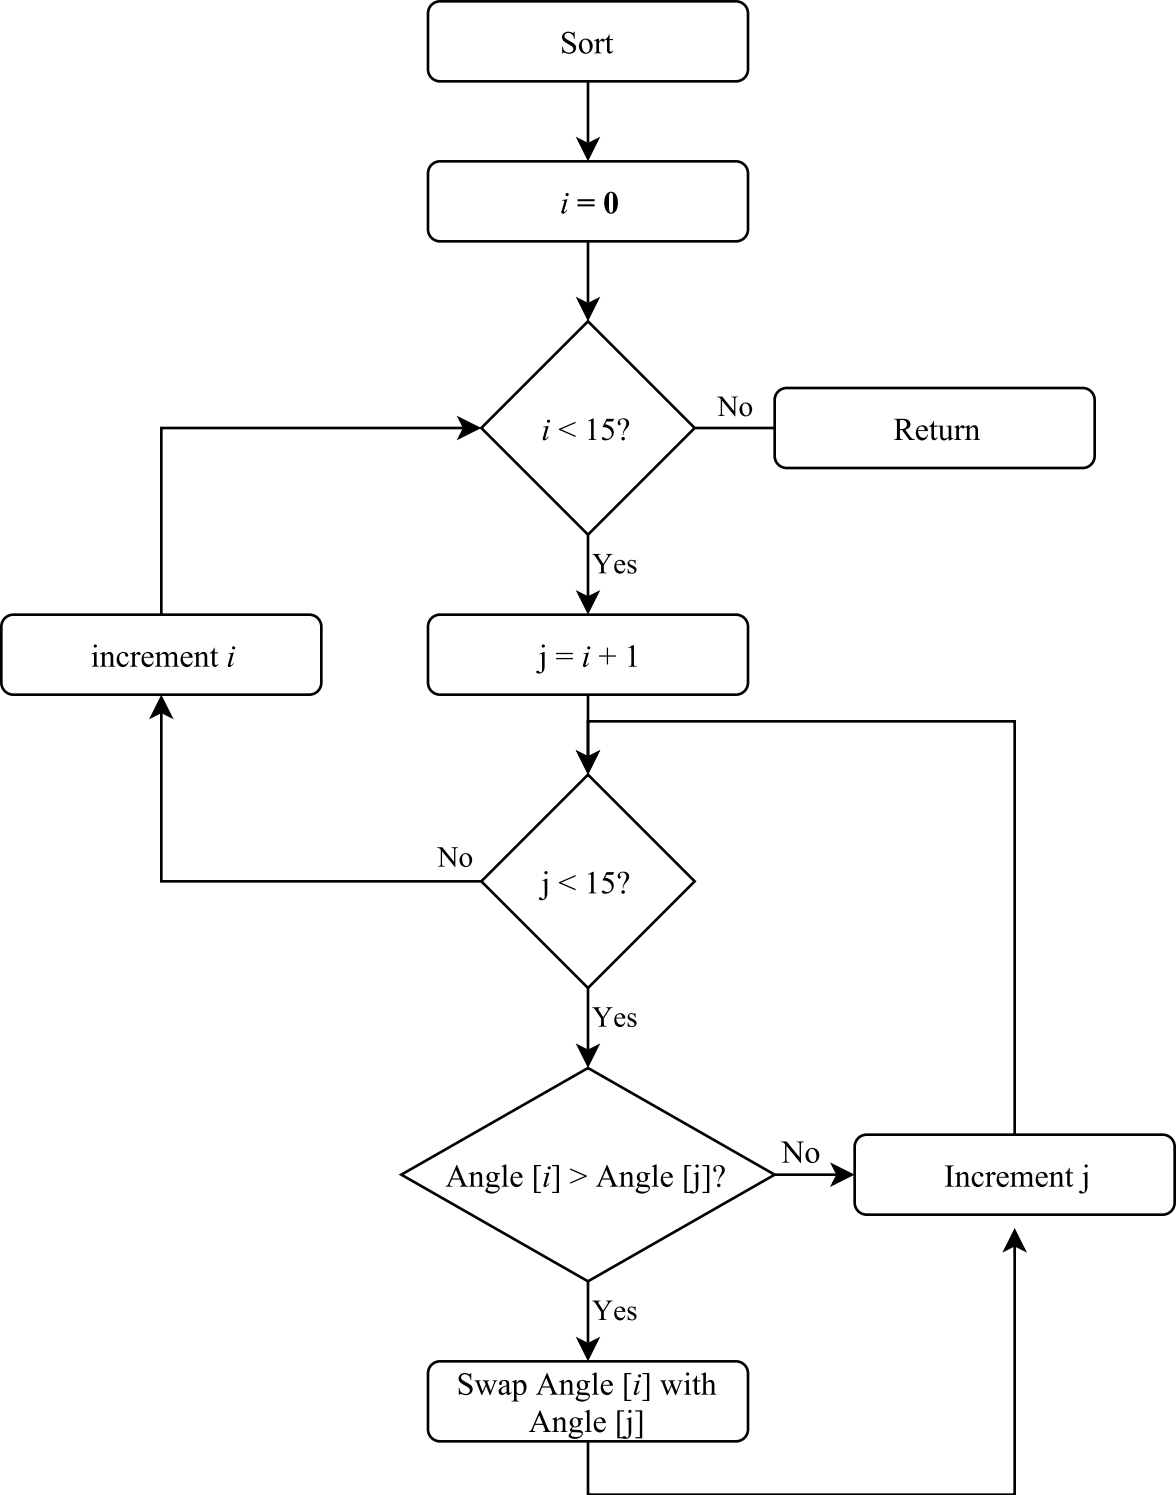 Sort
i = 0
i < 15?
No
Return
Yes
increment i
j = i + 1
No
j < 15?
Yes
Angle [i] > Angle [j]?
No
Increment j
Yes
Swap Angle [i] with
Angle [j]